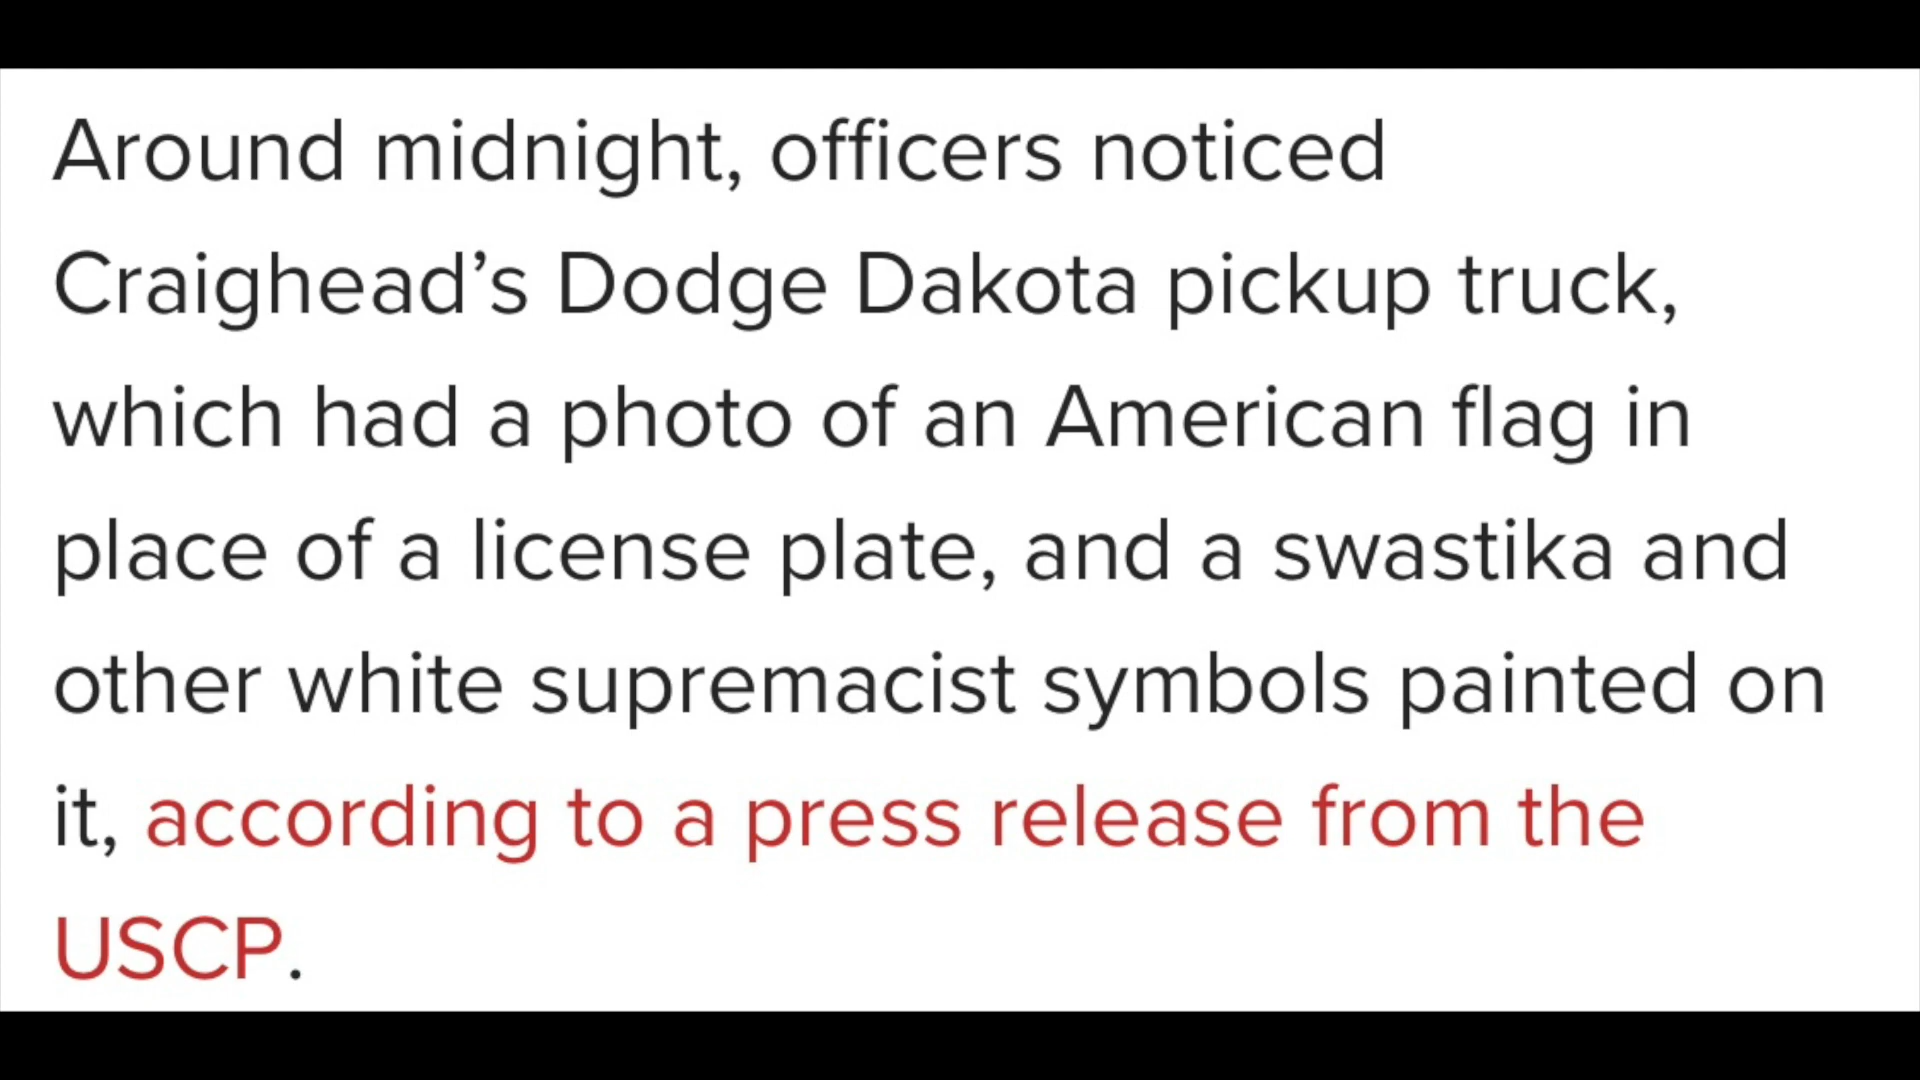 Around midnight, officers noticed
Craighead’s Dodge Dakota pickup truck,
which had a photo of an American flag in
place of a license plate, and a swastika and
other white supremacist symbols painted on
it, according to a press release from the
USCP.